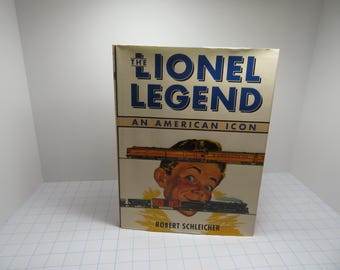 THE
LIONEL
LEGEND
AN AMERICAN ICON
ROBERT SCHLEICHER